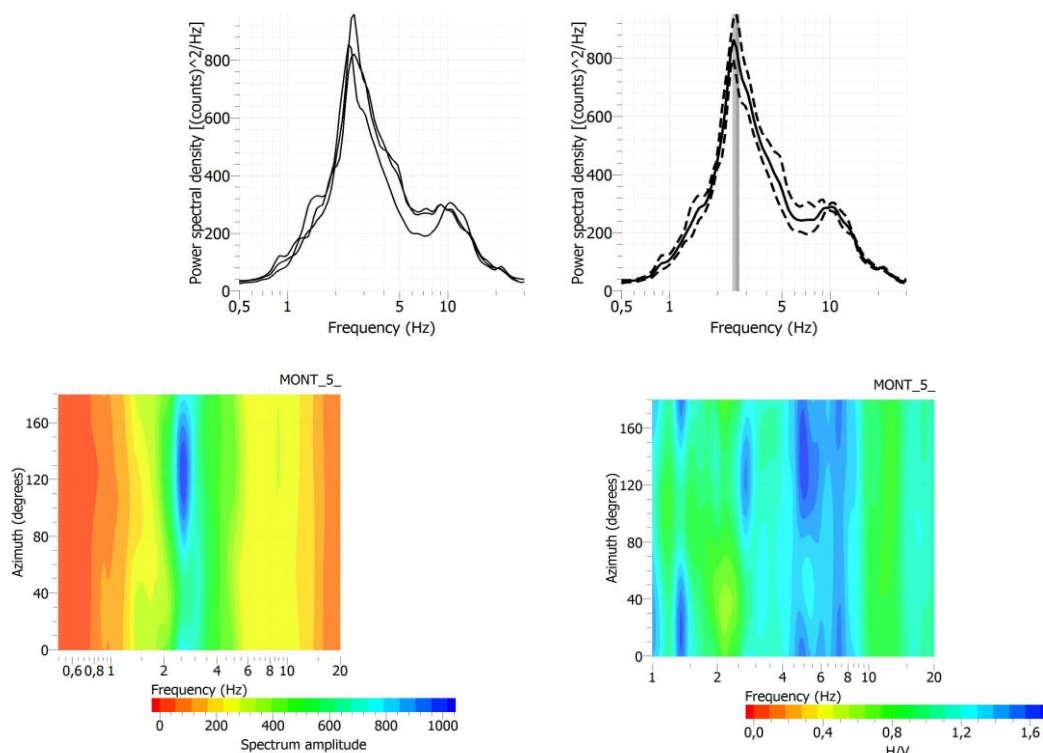 Power spectral density [(counts)^2/Hz]
800
600
400
200
0
0,5 1 5 10
Frequency (Hz)
Power spectral density [(counts)^2/Hz]
800
600
400
200
0
0,5 1 5 10
Frequency (Hz)
MONT_5_
Azimuth (degrees)
160
120
80
40
0
0,6 0,8 1 2 4 6 8 10 20
Frequency (Hz)
0 200 400 600 800 1000
Spectrum amplitude
MONT_5_
Azimuth (degrees)
160
120
80
40
0
1 2 4 6 8 10 20
Frequency (Hz)
0,0 0,4 0,8 1,2 1,6
H/V